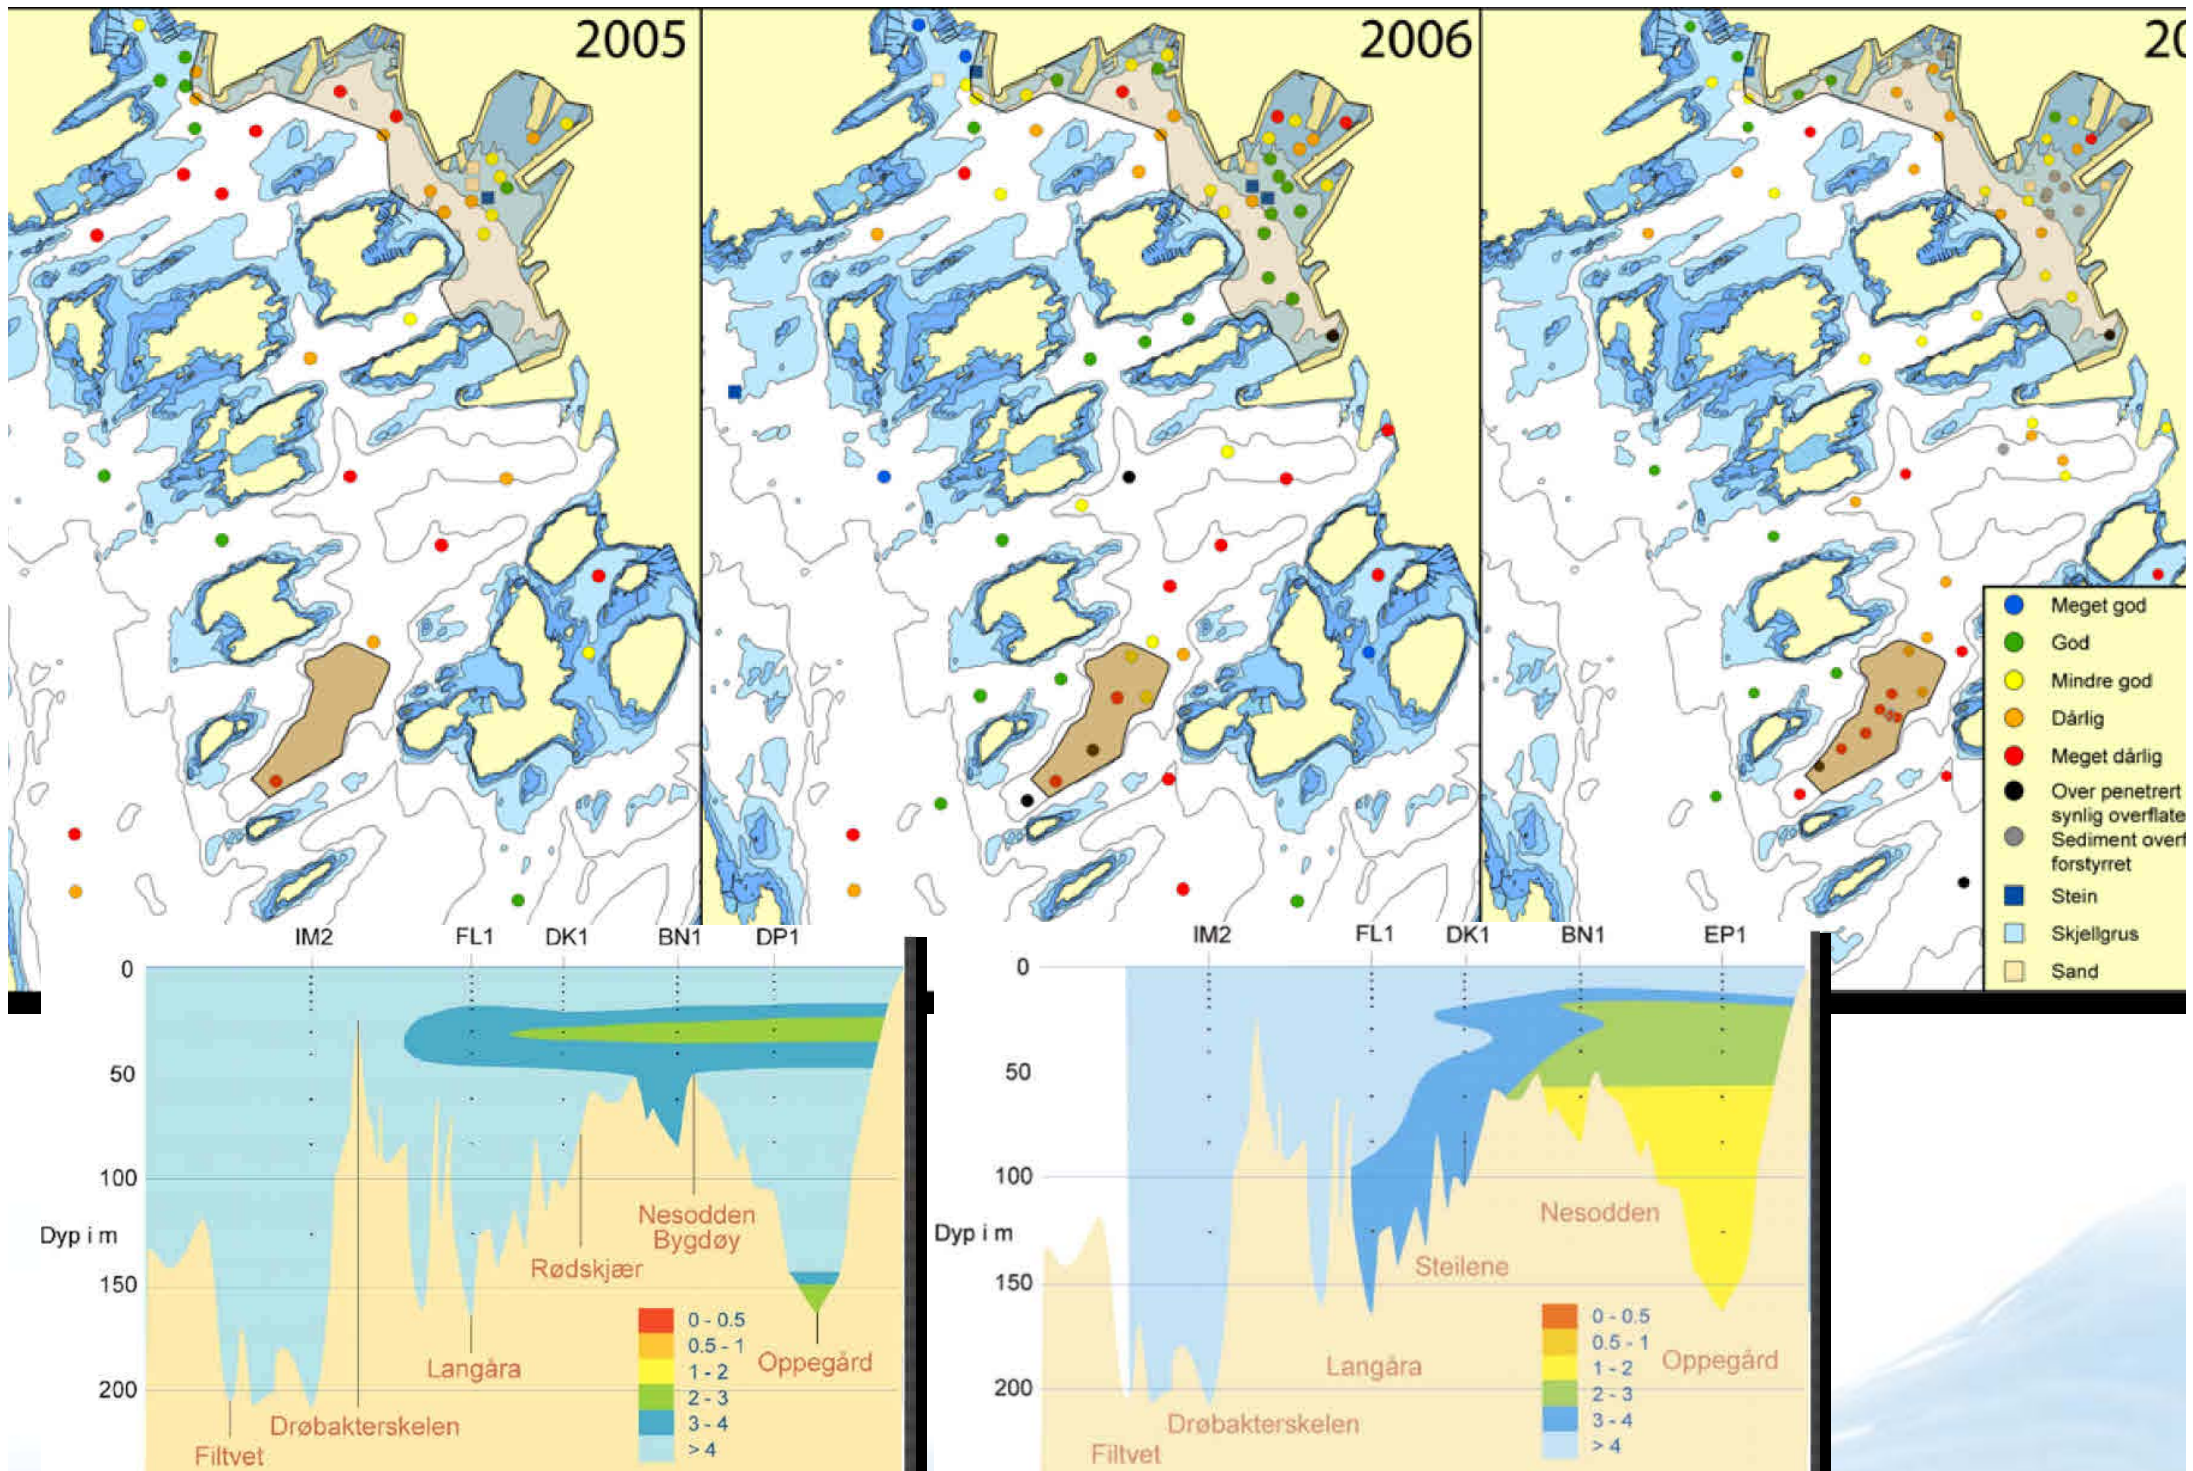 2005
2006
20
Meget god
God
Mindre god
Dårlig
Meget dårlig
Over penetrert
synlig overflate
Sediment overf
forstyrret
Stein
Skjellgrus
Sand
IM2 FL1 DK1 BN1 DP1
0
50
100
Dyp i m
150
200
Nesodden
Bygdøy
Rødskjær
Langåra
Oppegård
Drøbakterskelen
Filtvet
0 - 0.5
0.5 - 1
1 - 2
2 - 3
3 - 4
> 4
IM2 FL1 DK1 BN1 EP1
0
50
100
Dyp i m
150
200
Nesodden
Steilene
Langåra
Oppegård
Drøbakterskelen
Filtvet
0 - 0.5
0.5 - 1
1 - 2
2 - 3
3 - 4
> 4